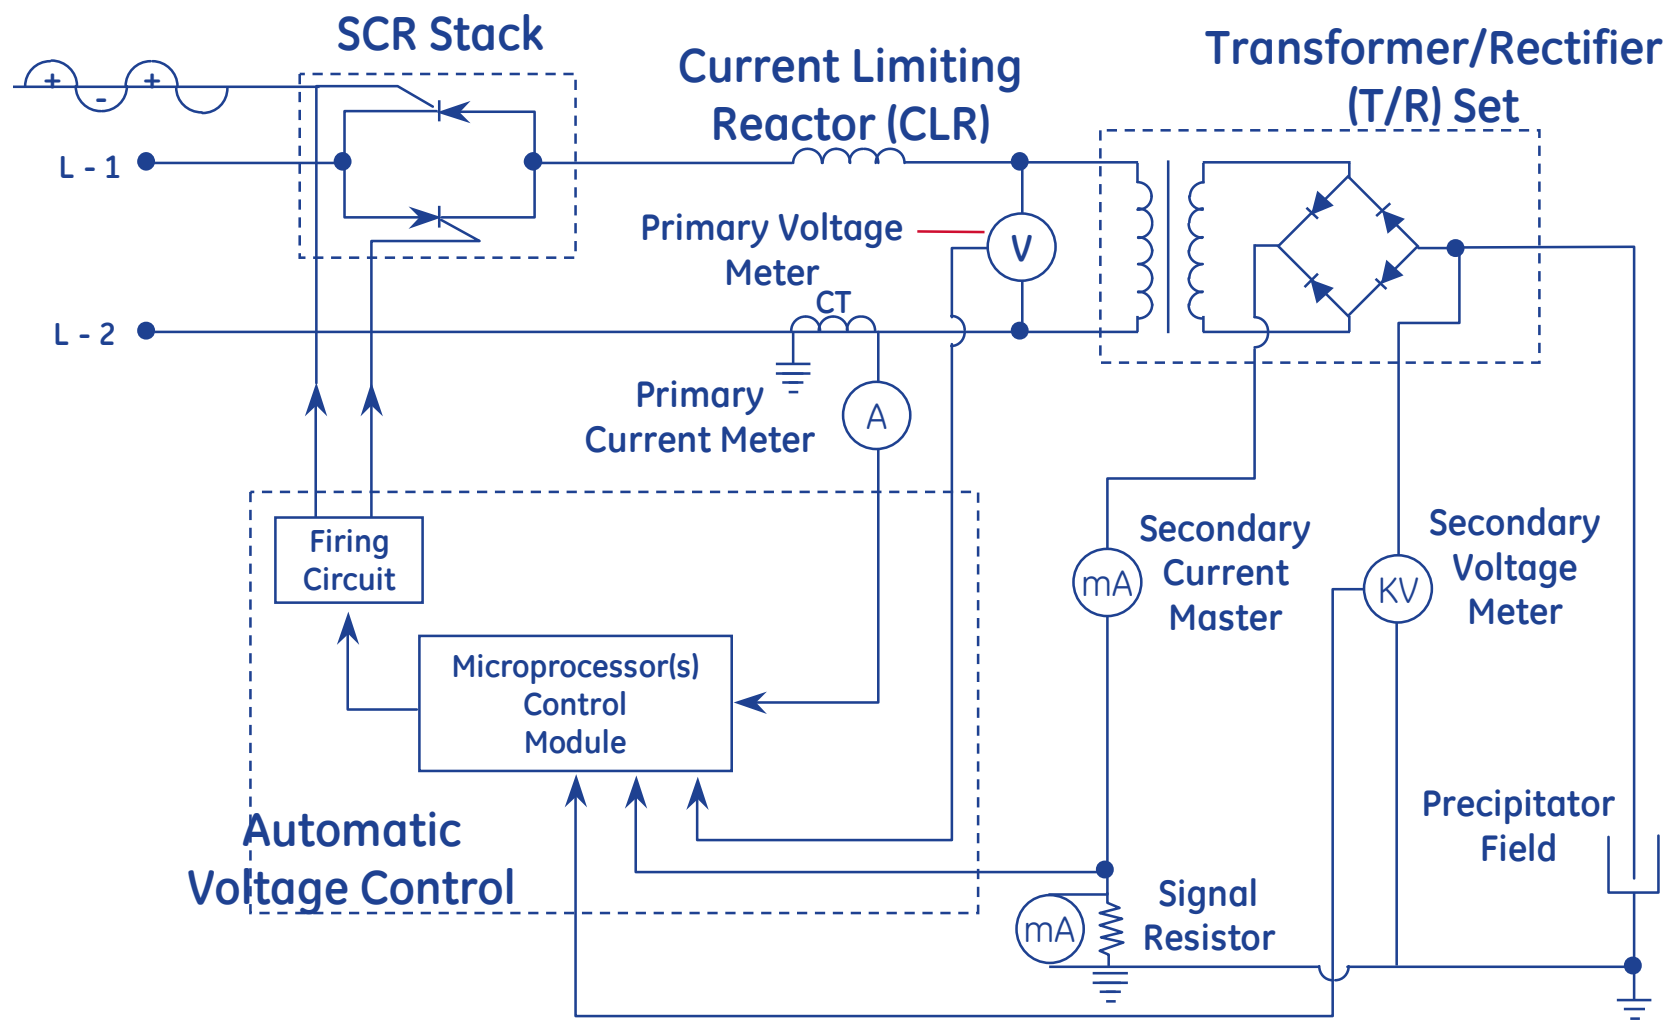 SCR Stack
Current Limiting
Reactor (CLR)
Transformer/Rectifier
(T/R) Set
+
-
+
L - 1
Primary Voltage
Meter
V
CT
L - 2
Primary
Current Meter
A
Firing
Circuit
Microprocessor(s)
Control
Module
Automatic
Voltage Control
mA
Secondary
Current
Master
KV
Secondary
Voltage
Meter
Precipitator
Field
mA
Signal
Resistor